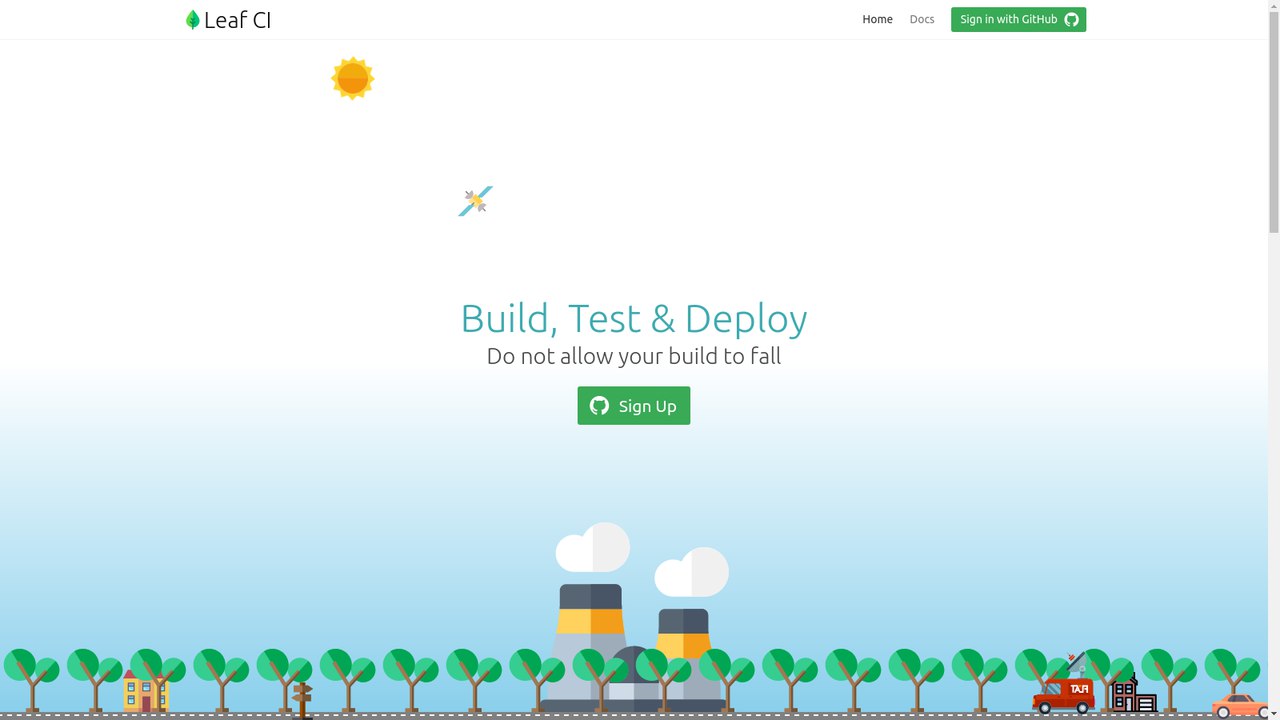 Leaf CI
Home
Docs
Sign in with GitHub
Build, Test & Deploy
Do not allow your build to fall
Sign Up